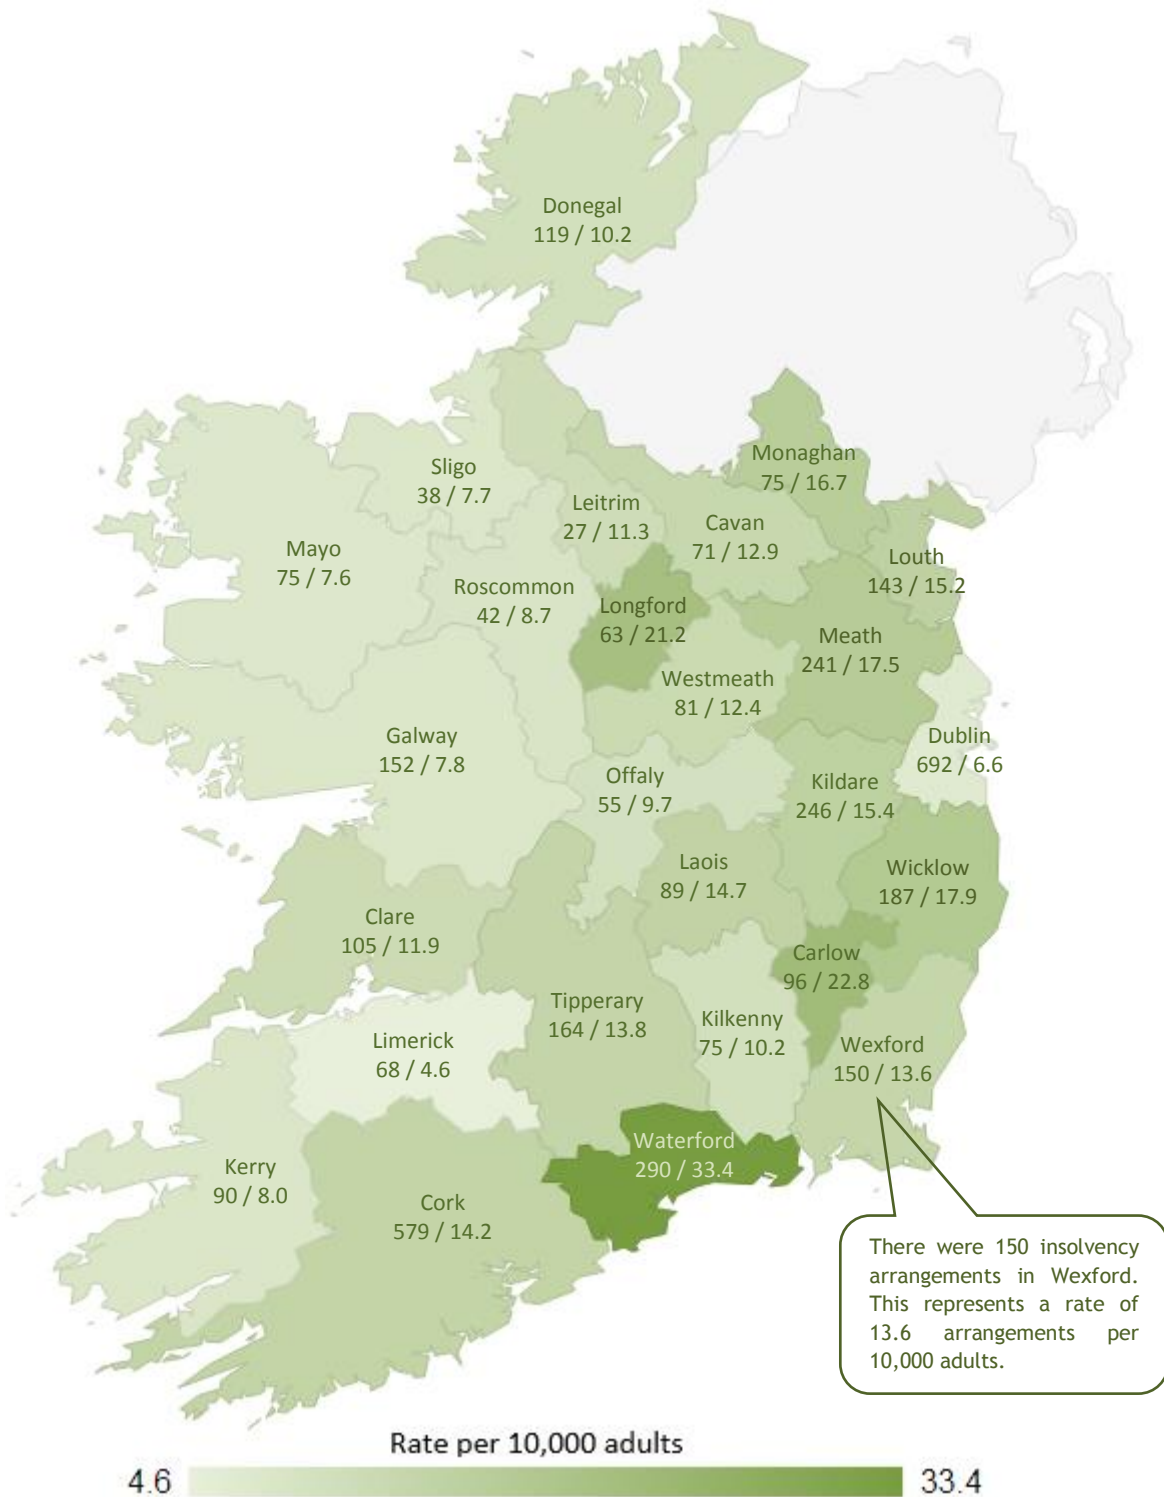 Donegal
119 / 10.2
Monaghan
75 / 16.7
Sligo
38 / 7.7
Leitrim
27 / 11.3
Cavan
71 / 12.9
Mayo
75 / 7.6
Louth
143 / 15.2
Roscommon
42 / 8.7
Longford
63 / 21.2
Meath
241 / 17.5
Westmeath
81 / 12.4
Galway
152 / 7.8
Dublin
692 / 6.6
Offaly
55 / 9.7
Kildare
246 / 15.4
Laois
89 / 14.7
Wicklow
187 / 17.9
Clare
105 / 11.9
Carlow
96 / 22.8
Tipperary
164 / 13.8
Kilkenny
75 / 10.2
Limerick
68 / 4.6
Wexford
150 / 13.6
Waterford
290 / 33.4
Kerry
90 / 8.0
Cork
579 / 14.2
There were 150 insolvency
arrangements in Wexford.
This represents a rate of
13.6 arrangements per
10,000 adults.
Rate per 10,000 adults
4.6
33.4